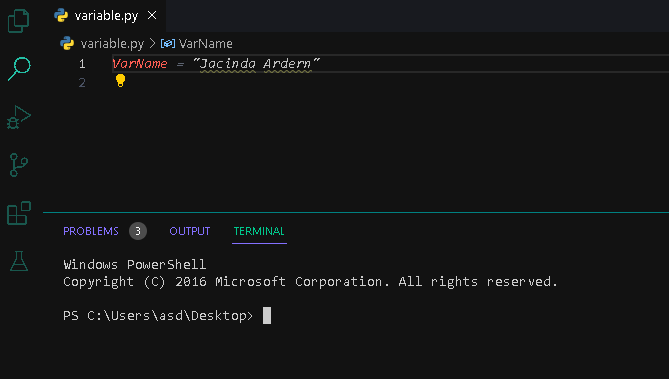 variable.py
variable.py > VarName
1 VarName = "Jacinda Ardern"
2
PROBLEMS 3 OUTPUT TERMINAL
Windows PowerShell
Copyright (C) 2016 Microsoft Corporation. All rights reserved.
PS C:\Users\asd\Desktop>